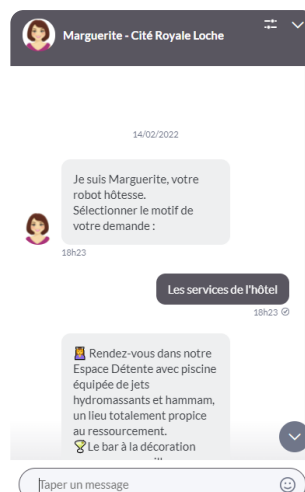 Marguerite - Cité Royale Loche
14/02/2022
Je suis Marguerite, votre
robot hôtesse.
Sélectionner le motif de
votre demande :
18h23
Les services de l'hôtel
18h23
💆‍♀️ Rendez-vous dans notre
Espace Détente avec piscine
équipée de jets
hydromassants et hammam,
un lieu totalement propice
au ressourcement.
🍸Le bar à la décoration
Taper un message